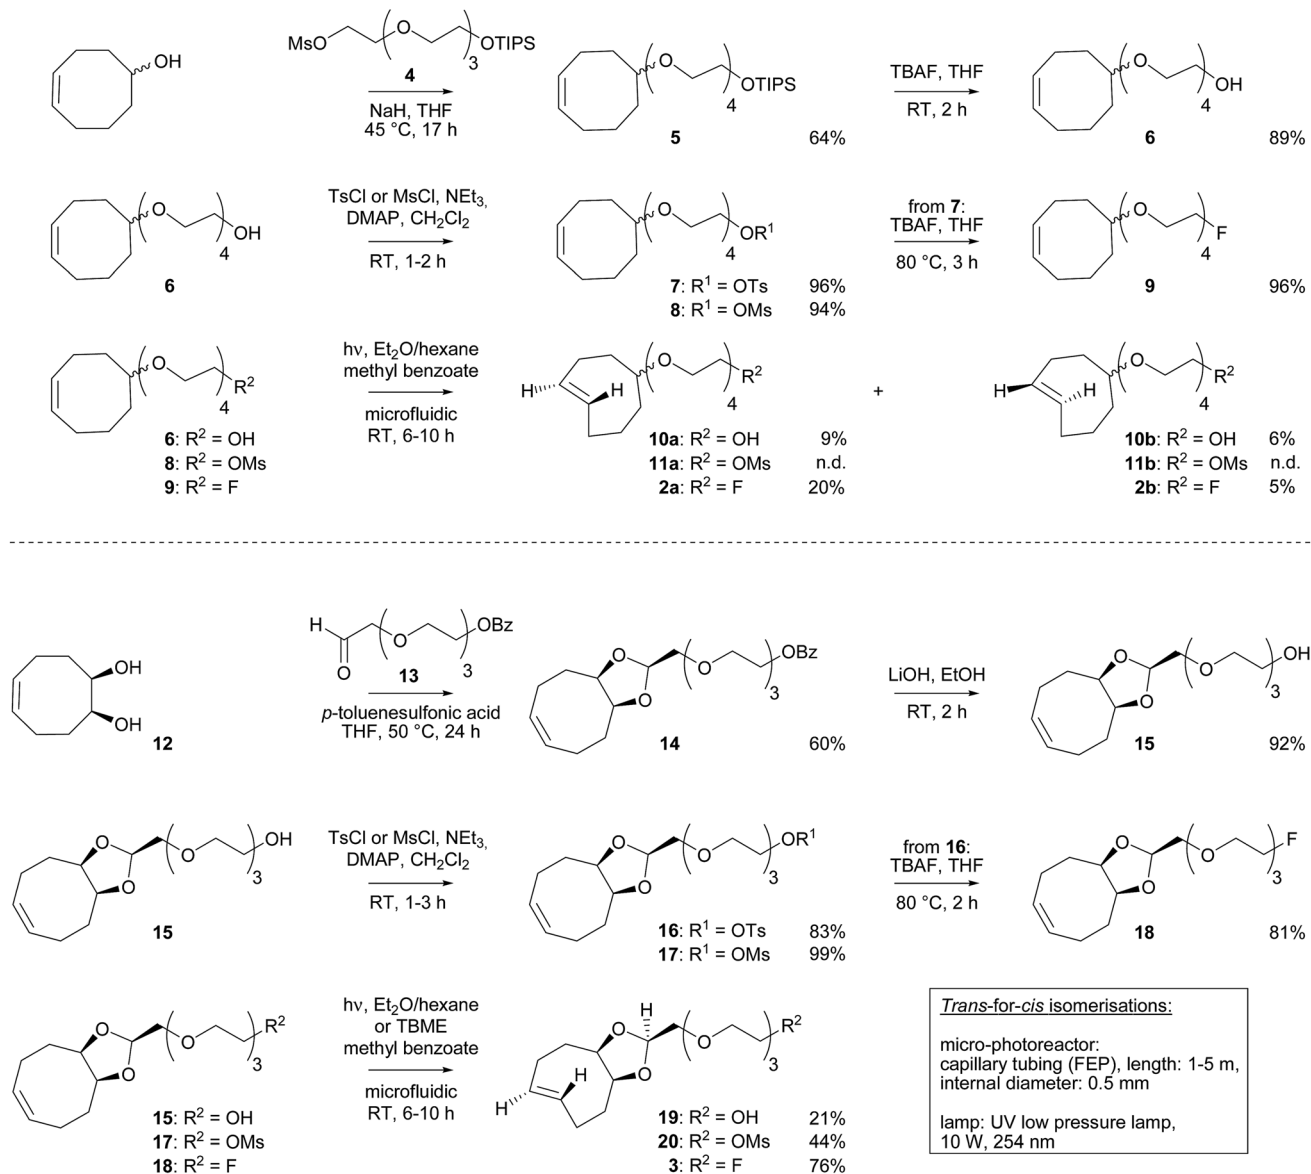 OH
MsO
O
3
OTIPS
4
NaH, THF
45 °C, 17 h
O
4
OTIPS
5
64%
TBAF, THF
RT, 2 h
O
4
OH
6
89%
O
4
OH
6
TsCl or MsCl, NEt3,
DMAP, CH2Cl2
RT, 1-2 h
O
4
OR1
7: R1 = OTs 96%
8: R1 = OMs 94%
from 7:
TBAF, THF
80 °C, 3 h
O
4
F
9
96%
O
4
R2
6: R2 = OH
8: R2 = OMs
9: R2 = F
hν, Et2O/hexane
methyl benzoate
microfluidic
RT, 6-10 h
H
H
O
4
R2
10a: R2 = OH 9%
11a: R2 = OMs n.d.
2a: R2 = F 20%
+
H
H
O
4
R2
10b: R2 = OH 6%
11b: R2 = OMs n.d.
2b: R2 = F 5%
OH
OH
12
H
O
O
3
OBz
13
p-toluenesulfonic acid
THF, 50 °C, 24 h
O
O
O
3
OBz
14
60%
LiOH, EtOH
RT, 2 h
O
O
O
3
OH
15
92%
O
O
O
3
OH
15
TsCl or MsCl, NEt3,
DMAP, CH2Cl2
RT, 1-3 h
O
O
O
3
OR1
16: R1 = OTs 83%
17: R1 = OMs 99%
from 16:
TBAF, THF
80 °C, 2 h
O
O
O
3
F
18
81%
O
O
O
3
R2
15: R2 = OH
17: R2 = OMs
18: R2 = F
hν, Et2O/hexane
or TBME
methyl benzoate
microfluidic
RT, 6-10 h
H
H
H
O
O
O
3
R2
19: R2 = OH 21%
20: R2 = OMs 44%
3: R2 = F 76%
Trans-for-cis isomerisations:
micro-photoreactor:
capillary tubing (FEP), length: 1-5 m,
internal diameter: 0.5 mm
lamp: UV low pressure lamp,
10 W, 254 nm